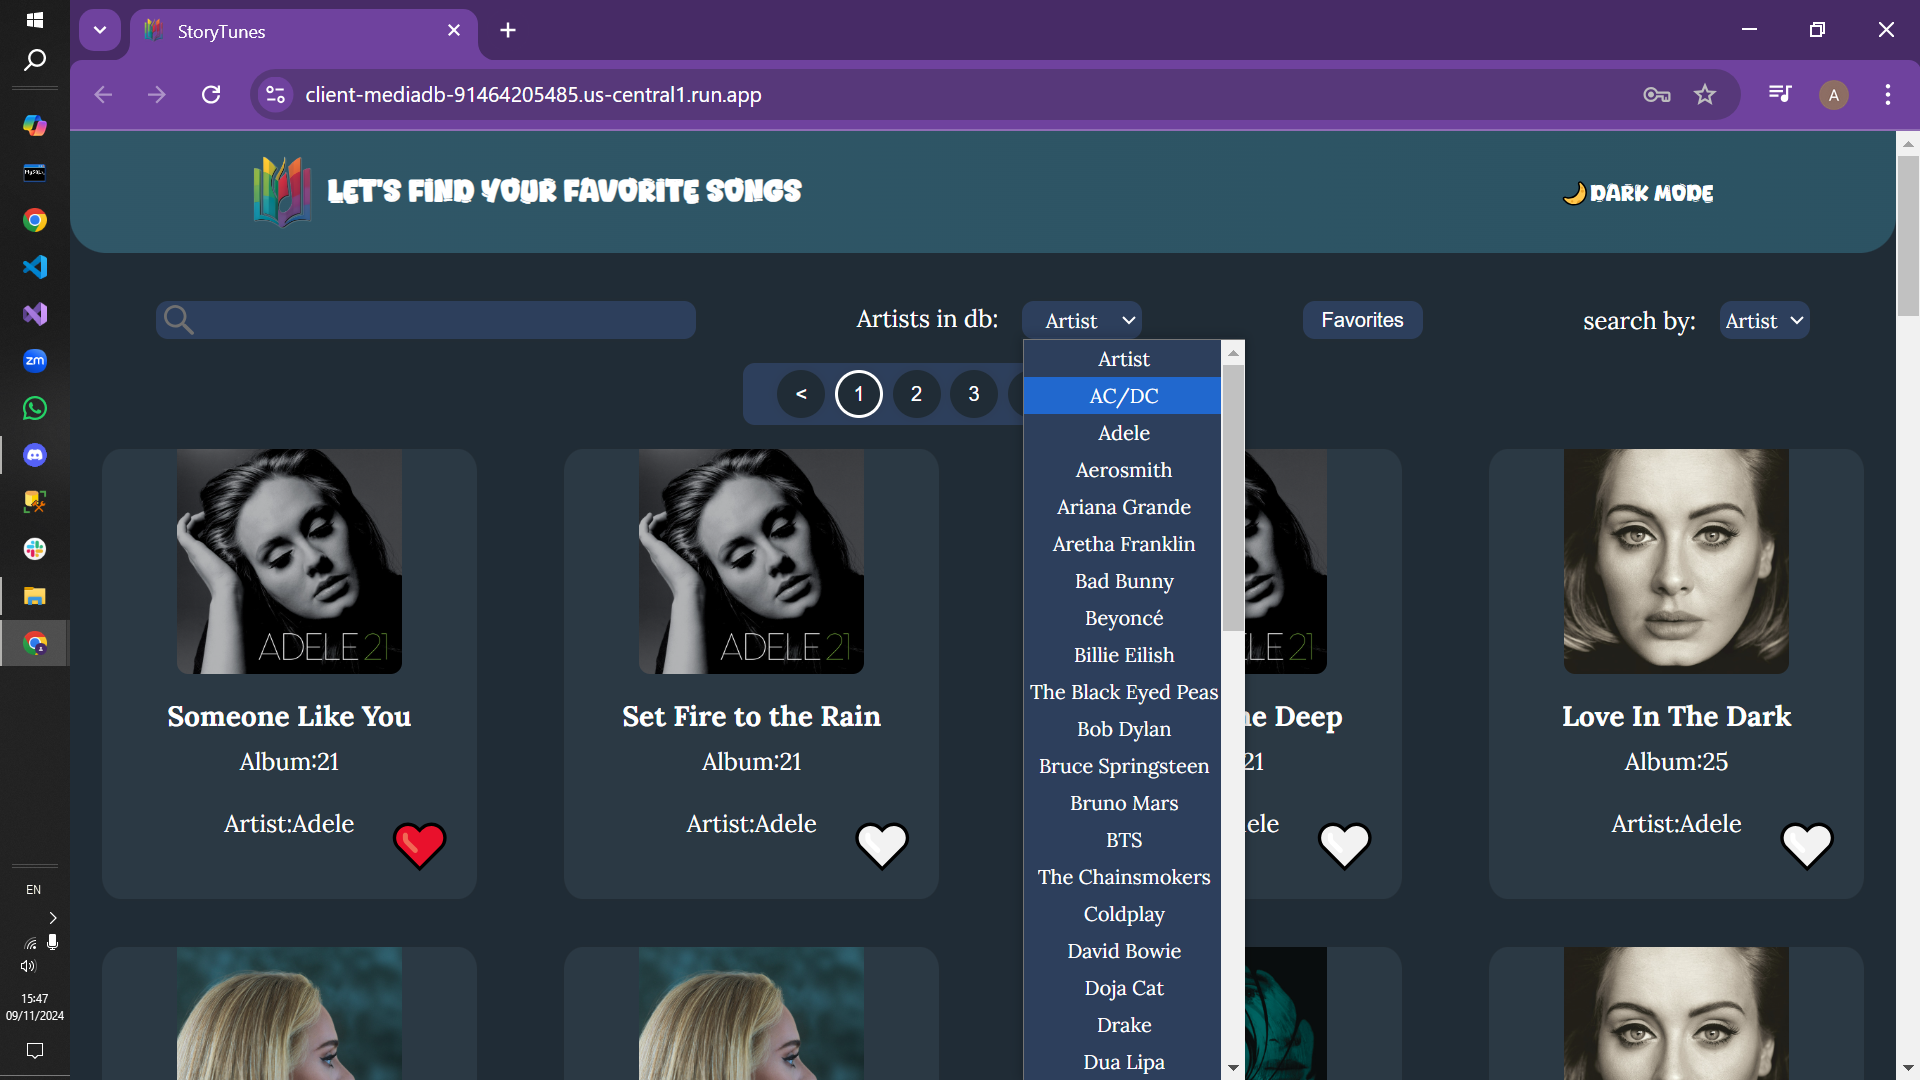 StoryTunes
client-mediadb-91464205485.us-central1.run.app
A
LET'S FIND YOUR FAVORITE SONGS
DARK MODE
Artists in db:
Artist
Favorites
search by:
Artist
<
1
2
3
Artist
AC/DC
Adele
Aerosmith
Ariana Grande
Aretha Franklin
Bad Bunny
Beyoncé
Billie Eilish
The Black Eyed Peas
Bob Dylan
Bruce Springsteen
Bruno Mars
BTS
The Chainsmokers
Coldplay
David Bowie
Doja Cat
Drake
Dua Lipa
ADELE 21
Someone Like You
Album:21
Artist:Adele
ADELE 21
Set Fire to the Rain
Album:21
Artist:Adele
ELE 21
ne Deep
21
ele
Love In The Dark
Album:25
Artist:Adele
MySQL
zm
EN
15:47
09/11/2024